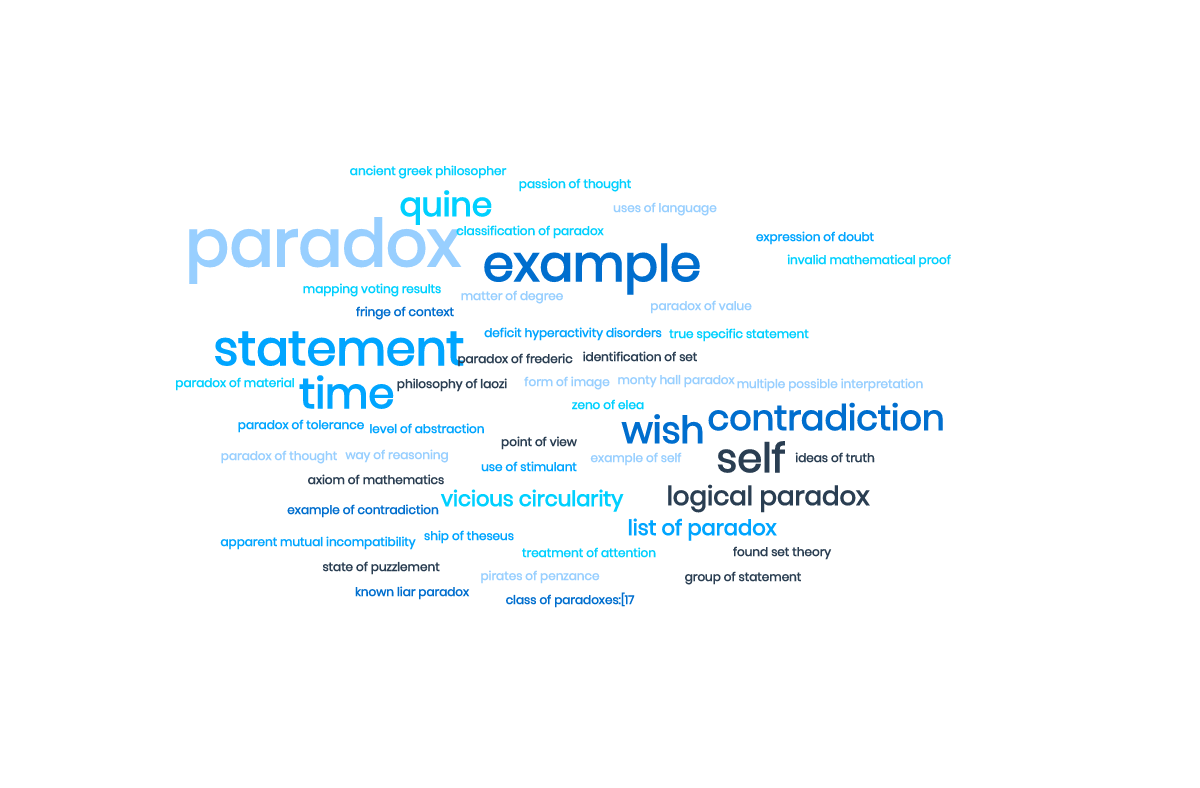 ancient greek philosopher
passion of thought
quine
uses of language
paradox
classification of paradox
expression of doubt
example
invalid mathematical proof
mapping voting results
matter of degree
paradox of value
fringe of context
deficit hyperactivity disorders
true specific statement
statement
paradox of frederic
identification of set
paradox of material
time
philosophy of laozi
form of image
monty hall paradox
multiple possible interpretation
zeno of elea
wish
contradiction
paradox of tolerance
level of abstraction
point of view
self
ideas of truth
paradox of thought
way of reasoning
use of stimulant
example of self
axiom of mathematics
vicious circularity
logical paradox
example of contradiction
list of paradox
apparent mutual incompatibility
ship of theseus
treatment of attention
found set theory
state of puzzlement
pirates of penzance
group of statement
known liar paradox
class of paradoxes:[17